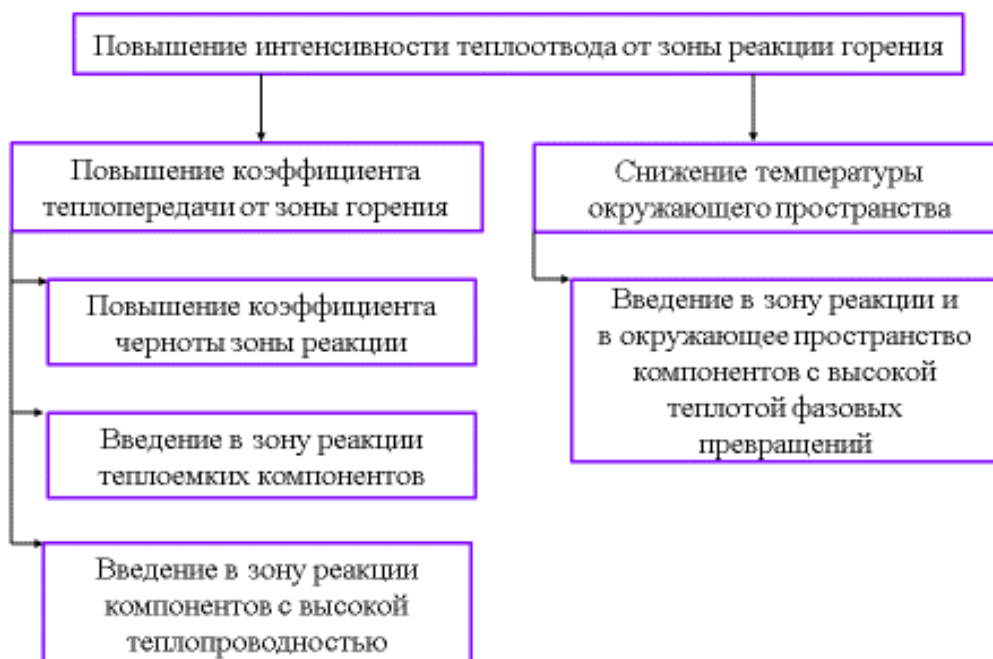 Повышение интенсивности теплоотвода от зоны реакции горения
Повышение коэффициента
теплопередачи от зоны горения
Повышение коэффициента
черноты зоны реакции
Введение в зону реакции
теплоемких компонентов
Введение в зону реакции
компонентов с высокой
теплопроводностью
Снижение температуры
окружающего пространства
Введение в зону реакции и
в окружающее пространство
компонентов с высокой
теплотой фазовых
превращений